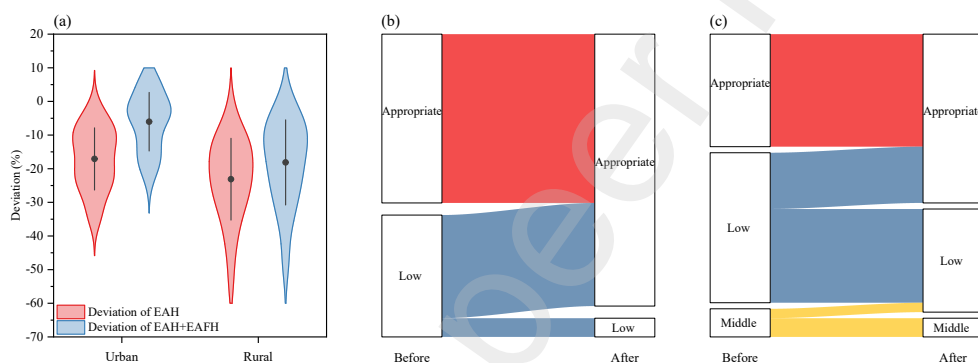 (a)
20
10
0
-10
-20
-30
-40
-50
-60
-70
Deviation (%)
Deviation of EAH
Deviation of EAH+EAFH
Urban
Rural
(b)
Appropriate
Low
Appropriate
Low
Before
After
(c)
Appropriate
Low
Middle
Appropriate
Low
Middle
Before
After
peer r